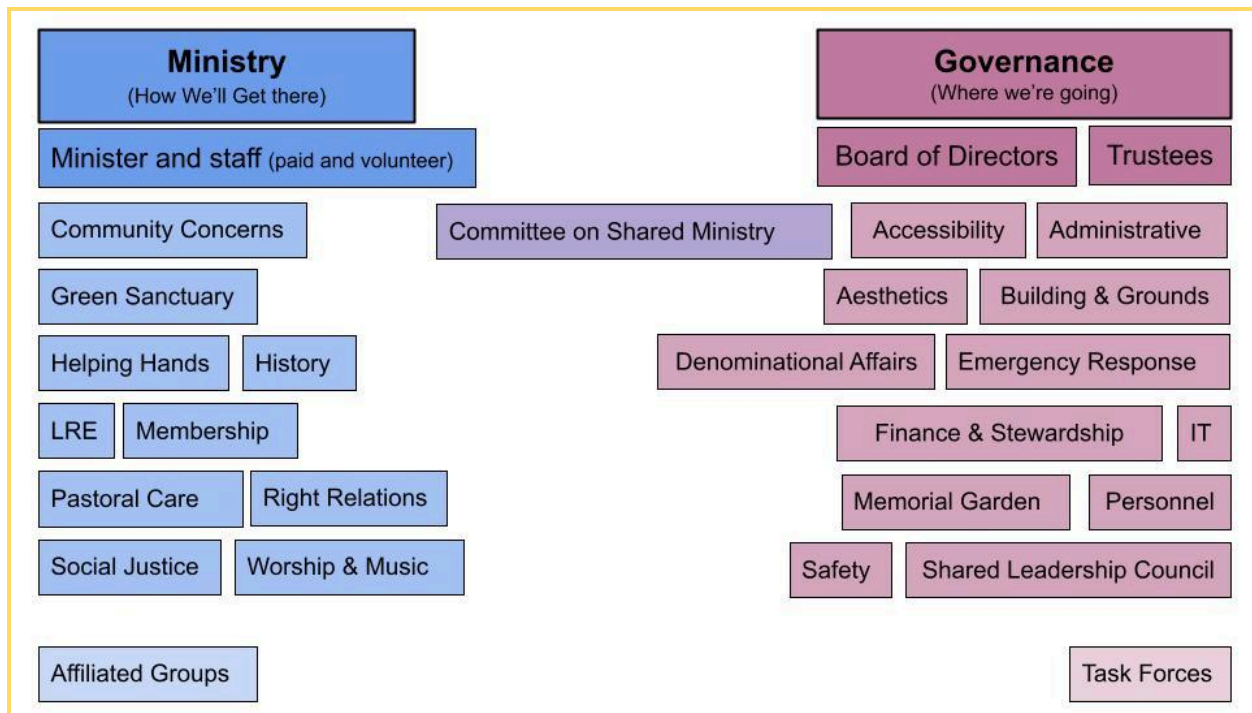 Ministry
(How We’ll Get there)
Governance
(Where we’re going)
Minister and staff (paid and volunteer)
Board of Directors
Trustees
Community Concerns
Committee on Shared Ministry
Accessibility
Administrative
Green Sanctuary
Aesthetics
Building & Grounds
Helping Hands
History
Denominational Affairs
Emergency Response
LRE
Membership
Finance & Stewardship
IT
Pastoral Care
Right Relations
Memorial Garden
Personnel
Social Justice
Worship & Music
Safety
Shared Leadership Council
Affiliated Groups
Task Forces